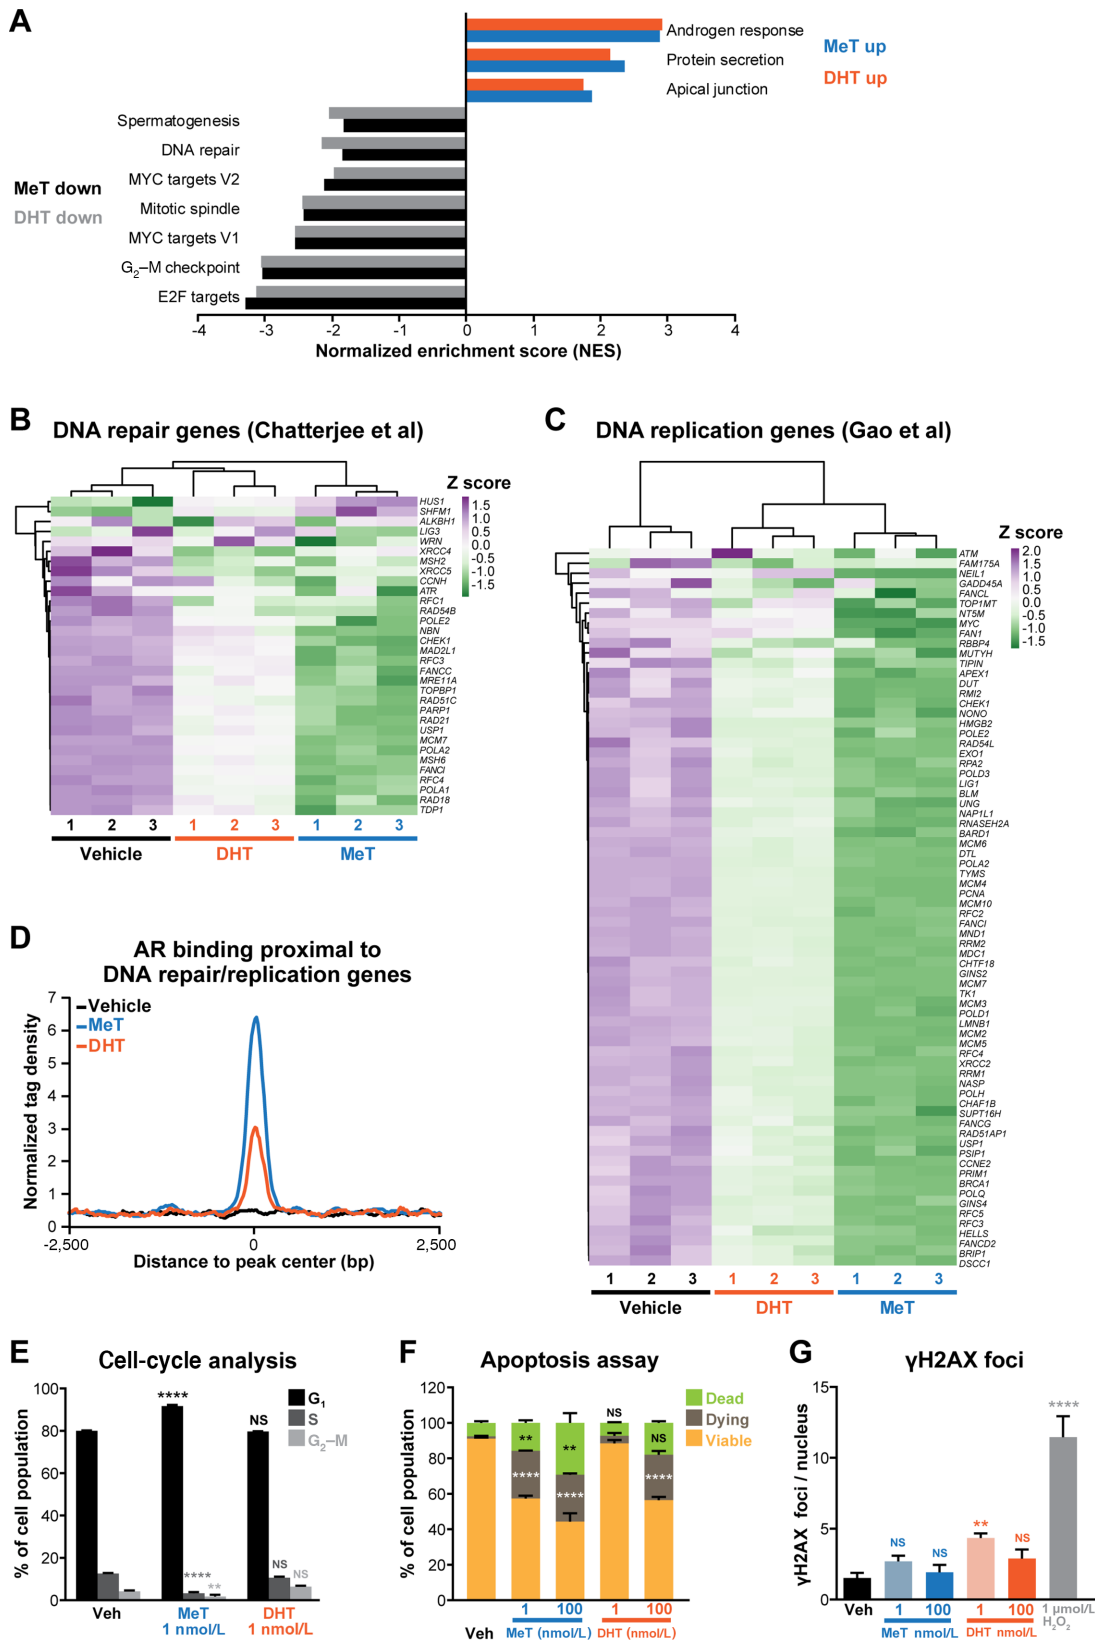 A
Androgen response
Protein secretion
Apical junction
MeT up
DHT up
Spermatogenesis
DNA repair
MYC targets V2
Mitotic spindle
MYC targets V1
G2–M checkpoint
E2F targets
MeT down
DHT down
-4 -3 -2 -1 0 1 2 3 4
Normalized enrichment score (NES)
B
DNA repair genes (Chatterjee et al)
Z score
1.5
1.0
0.5
0.0
-0.5
-1.0
-1.5
HUS1
SHFM1
ALKBH1
LIG3
WRN
XRCC4
MSH2
XRCC5
CCNH
ATR
RFC1
RAD54B
POLE2
NBN
CHEK1
MAD2L1
RFC3
FANCC
MRE11A
TOPBP1
RAD51C
PARP1
RAD21
USP1
MCM7
POLA2
MSH6
FANCI
RFC4
POLA1
RAD18
TDP1
1 2 3 1 2 3 1 2 3
Vehicle DHT MeT
C
DNA replication genes (Gao et al)
Z score
2.0
1.5
1.0
0.5
0.0
-0.5
-1.0
-1.5
ATM
FAM175A
NEIL1
GADD45A
FANCL
TOP1MT
NT5M
MYC
FAN1
RBBP4
MUTYH
TIPIN
APEX1
DUT
RMI2
CHEK1
NONO
HMGB2
POLE2
RAD54L
EXO1
RPA2
POLD3
LIG1
BLM
UNG
NAP1L1
RNASEH2A
BARD1
MCM6
DTL
POLA2
TYMS
MCM4
PCNA
MCM10
RFC2
FANCI
MND1
RRM2
MDC1
CHTF18
GINS2
MCM7
TK1
MCM3
POLD1
LMNB1
MCM2
MCM5
RFC4
XRCC2
RRM1
NASP
POLH
CHAF1B
SUPT16H
FANCG
RAD51AP1
USP1
PSIP1
CCNE2
PRIM1
BRCA1
POLQ
GINS4
RFC5
RFC3
HELLS
FANCD2
BRIP1
DSCC1
1 2 3 1 2 3 1 2 3
Vehicle DHT MeT
D
AR binding proximal to
DNA repair/replication genes
Normalized tag density
7
6
5
4
3
2
1
0
Vehicle
MeT
DHT
-2,500 0 2,500
Distance to peak center (bp)
E
Cell-cycle analysis
% of cell population
100
80
60
40
20
0
G1
S
G2–M
****
NS
****
**
NS
NS
Veh MeT DHT
1 nmol/L 1 nmol/L
F
Apoptosis assay
% of cell population
120
100
80
60
40
20
0
Dead
Dying
Viable
NS
**
**
NS
****
****
****
1 100 1 100
Veh MeT (nmol/L) DHT (nmol/L)
G
γH2AX foci
γH2AX foci / nucleus
15
10
5
0
****
**
NS
NS
NS
Veh 1 100 1 100 1 μmol/L
MeT nmol/L DHT nmol/L H2O2